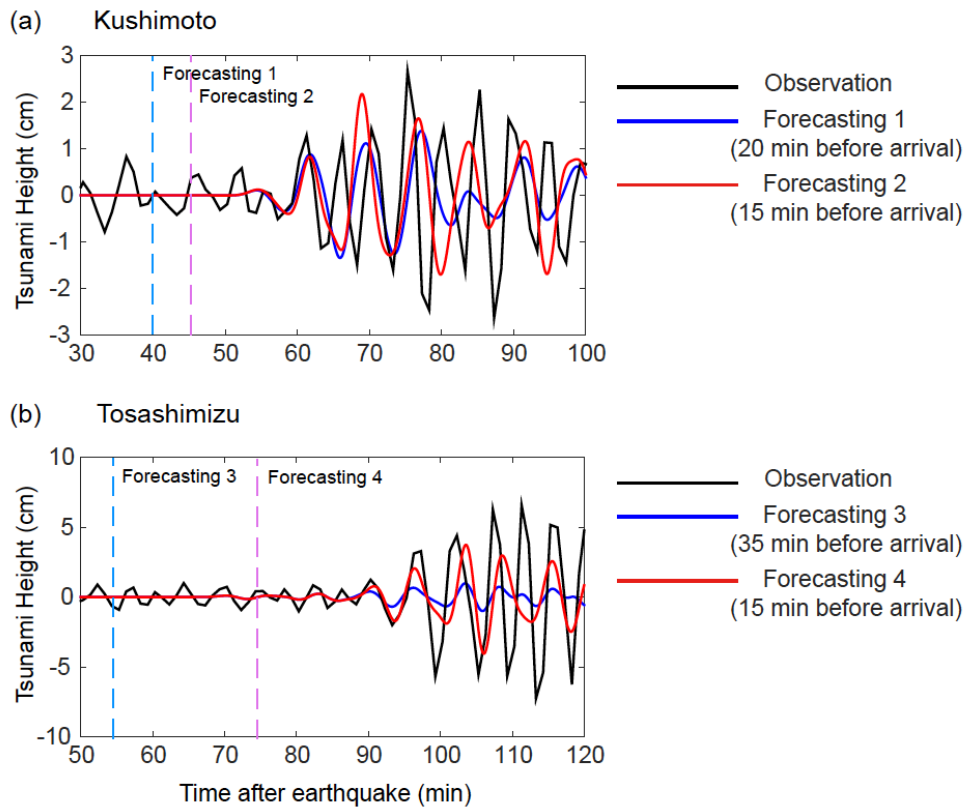 (a) Kushimoto
Tsunami Height (cm)
3
2
1
0
-1
-2
-3
30 40 50 60 70 80 90 100
Forecasting 1
Forecasting 2
Observation
Forecasting 1
(20 min before arrival)
Forecasting 2
(15 min before arrival)
(b) Tosashimizu
Tsunami Height (cm)
10
5
0
-5
-10
50 60 70 80 90 100 110 120
Forecasting 3 Forecasting 4
Time after earthquake (min)
Observation
Forecasting 3
(35 min before arrival)
Forecasting 4
(15 min before arrival)